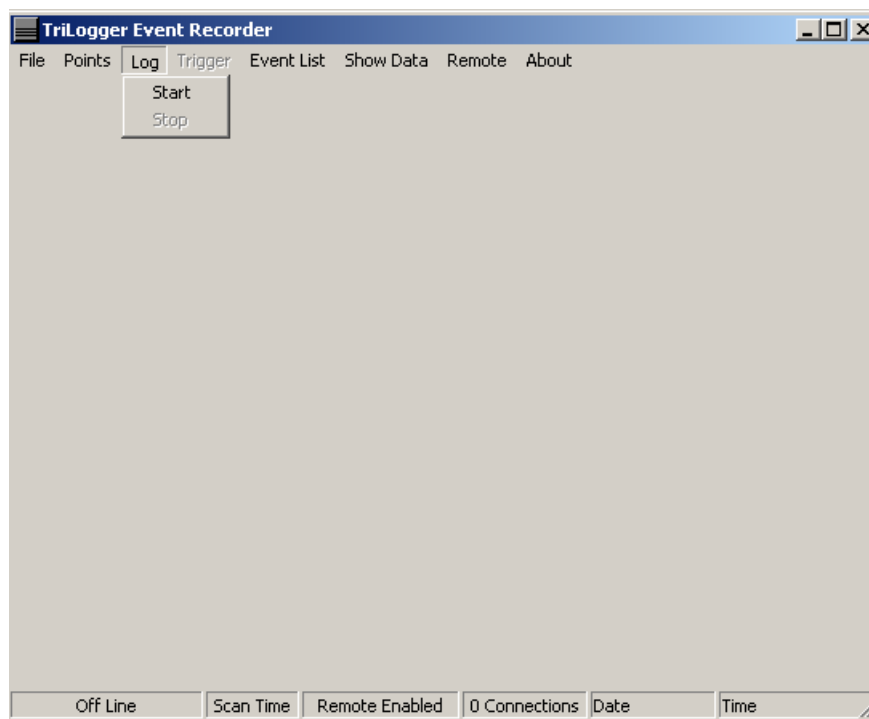 TriLogger Event Recorder
File Points Log Trigger Event List Show Data Remote About
Start
Stop
Off Line Scan Time Remote Enabled 0 Connections Date Time